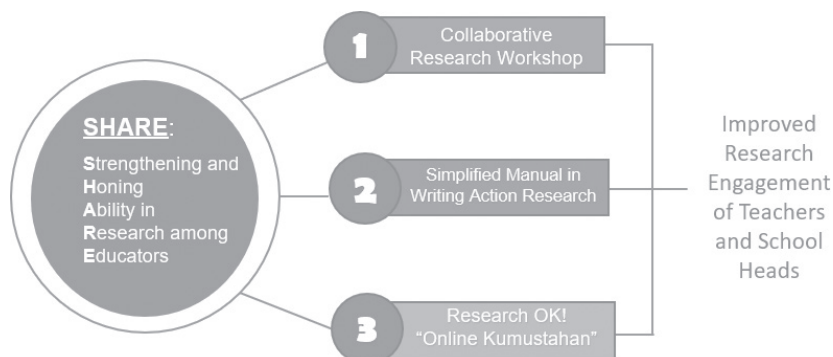 SHARE:
Strengthening and
Honing
Ability in
Research among
Educators
1
Collaborative
Research Workshop
2
Simplified Manual in
Writing Action Research
3
Research OK!
“Online Kumustahan”
Improved
Research
Engagement
of Teachers
and School
Heads